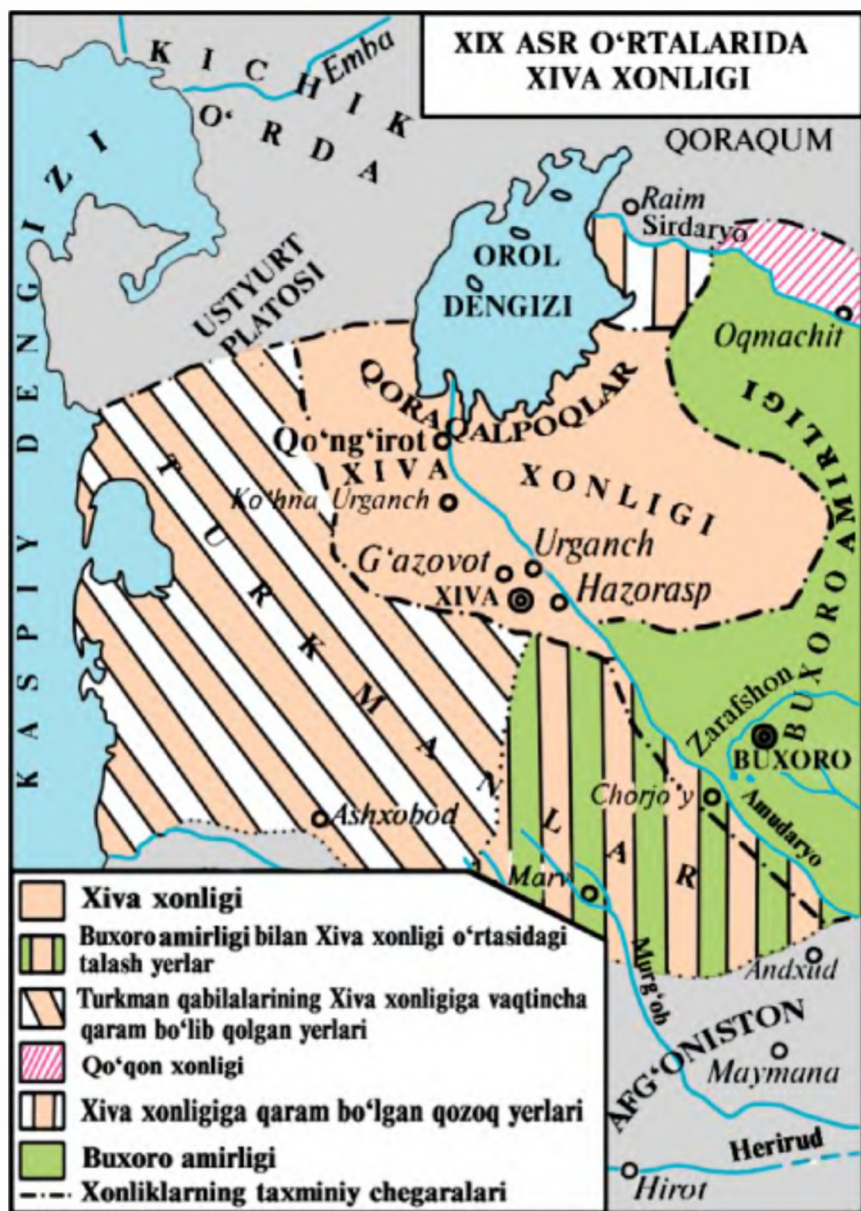 XIX ASR O‘RTALARIDA
XIVA XONLIGI
KICHIK
O‘RDA
Emba
QORAQUM
Raim
Sirdaryo
OROL
DENGIZI
USTYURT
PLATOSI
Oqmachit
KASPIY DENGIZI
QORAQALPOQLAR
Qo‘ng‘irot
XIVA XONLIGI
Ko‘hna Urganch
BUXORO AMIRLIGI
G‘azovot
Urganch
XIVA
Hazorasp
TURKMANLAR
Zarafshon
BUXORO
Ashxobod
Chorjo‘y
Amudaryo
Marv
Murg‘ob
Andxud
AFG‘ONISTON
Maymana
Herirud
Hirot
Xiva xonligi
Buxoro amirligi bilan Xiva xonligi o‘rtasidagi
talash yerlar
Turkman qabilalarining Xiva xonligiga vaqtincha
qaram bo‘lib qolgan yerlari
Qo‘qon xonligi
Xiva xonligiga qaram bo‘lgan qozoq yerlari
Buxoro amirligi
Xonliklarning taxminiy chegaralari